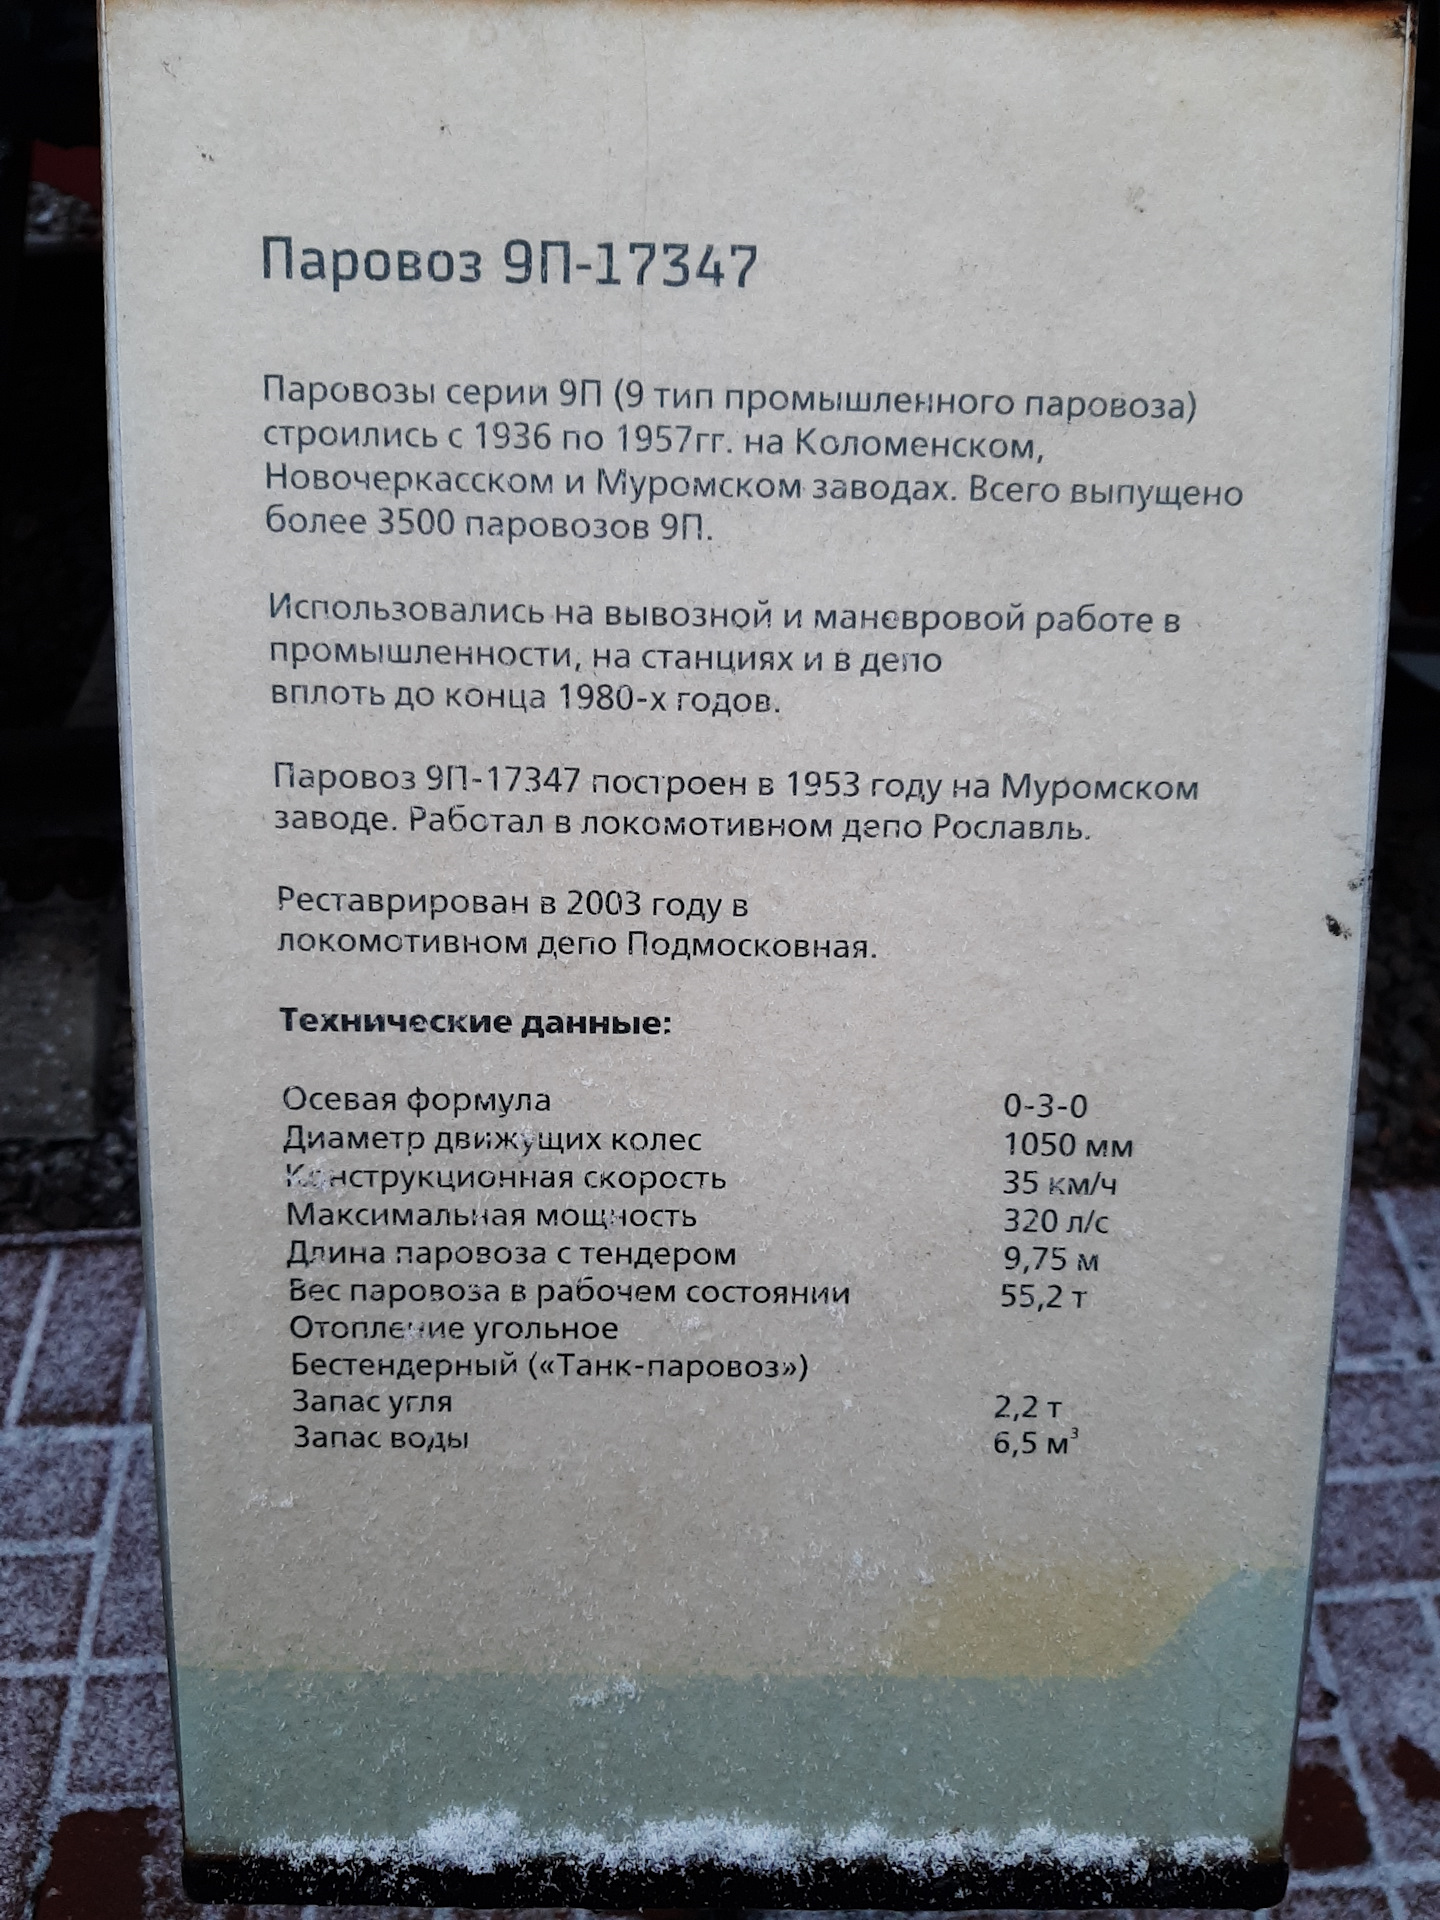 Паровоз 9П-17347
Паровозы серии 9П (9 тип промышленного паровоза)
строились с 1936 по 1957гг. на Коломенском,
Новочеркасском и Муромском заводах. Всего выпущено
более 3500 паровозов 9П.
Использовались на вывозной и маневровой работе в
промышленности, на станциях и в депо
вплоть до конца 1980-х годов.
Паровоз 9П-17347 построен в 1953 году на Муромском
заводе. Работал в локомотивном депо Рославль.
Реставрирован в 2003 году в
локомотивном депо Подмосковная.
Технические данные:
Осевая формула 0-3-0
Диаметр движущих колес 1050 мм
Конструкционная скорость 35 км/ч
Максимальная мощность 320 л/с
Длина паровоза с тендером 9,75 м
Вес паровоза в рабочем состоянии 55,2 т
Отопление угольное
Бестендерный («Танк-паровоз»)
Запас угля 2,2 т
Запас воды 6,5 м³